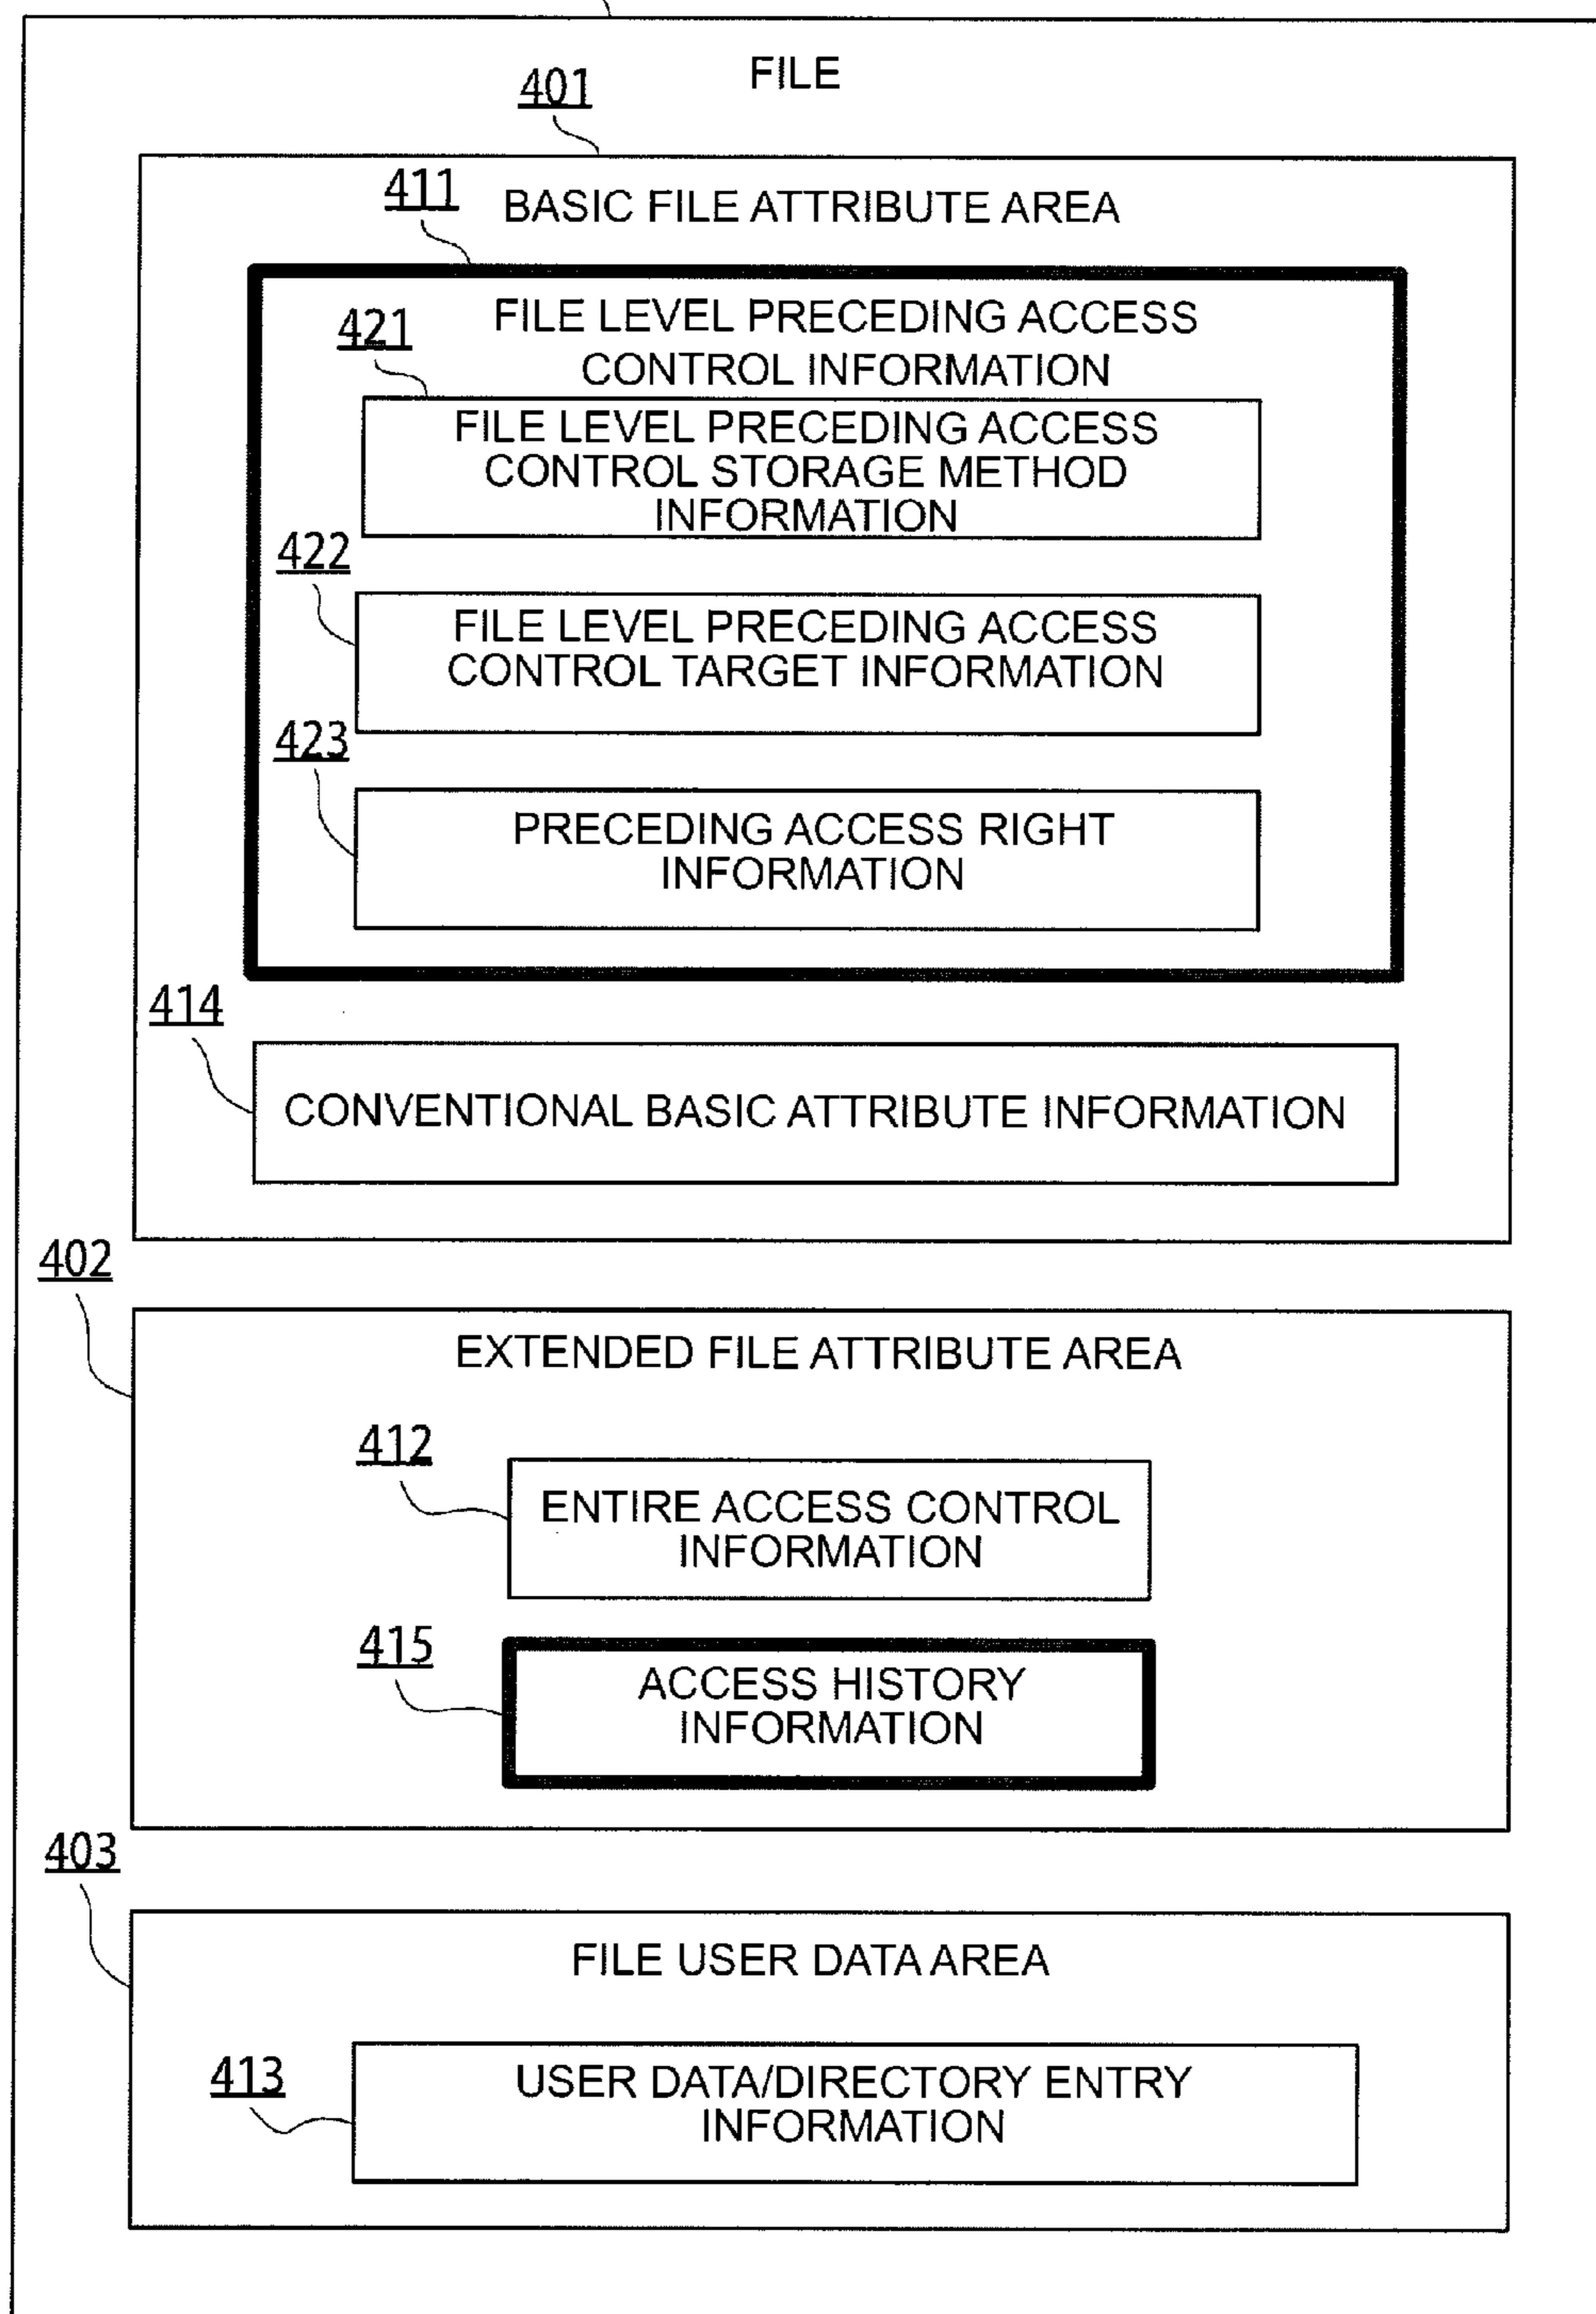 FILE
401
BASIC FILE ATTRIBUTE AREA
411
FILE LEVEL PRECEDING ACCESS
CONTROL INFORMATION
421
FILE LEVEL PRECEDING ACCESS
CONTROL STORAGE METHOD
INFORMATION
422
FILE LEVEL PRECEDING ACCESS
CONTROL TARGET INFORMATION
423
PRECEDING ACCESS RIGHT
INFORMATION
414
CONVENTIONAL BASIC ATTRIBUTE INFORMATION
402
EXTENDED FILE ATTRIBUTE AREA
412
ENTIRE ACCESS CONTROL
INFORMATION
415
ACCESS HISTORY
INFORMATION
403
FILE USER DATA AREA
413
USER DATA/DIRECTORY ENTRY
INFORMATION